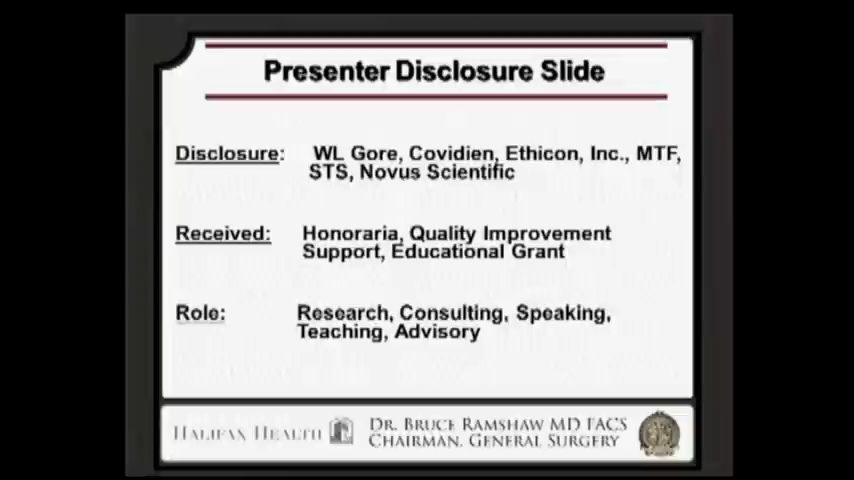 Presenter Disclosure Slide
Disclosure: WL Gore, Covidien, Ethicon, Inc., MTF,
STS, Novus Scientific
Received: Honoraria, Quality Improvement
Support, Educational Grant
Role: Research, Consulting, Speaking,
Teaching, Advisory
HALIFAX HEALTH
DR. BRUCE RAMSHAW MD FACS
CHAIRMAN, GENERAL SURGERY